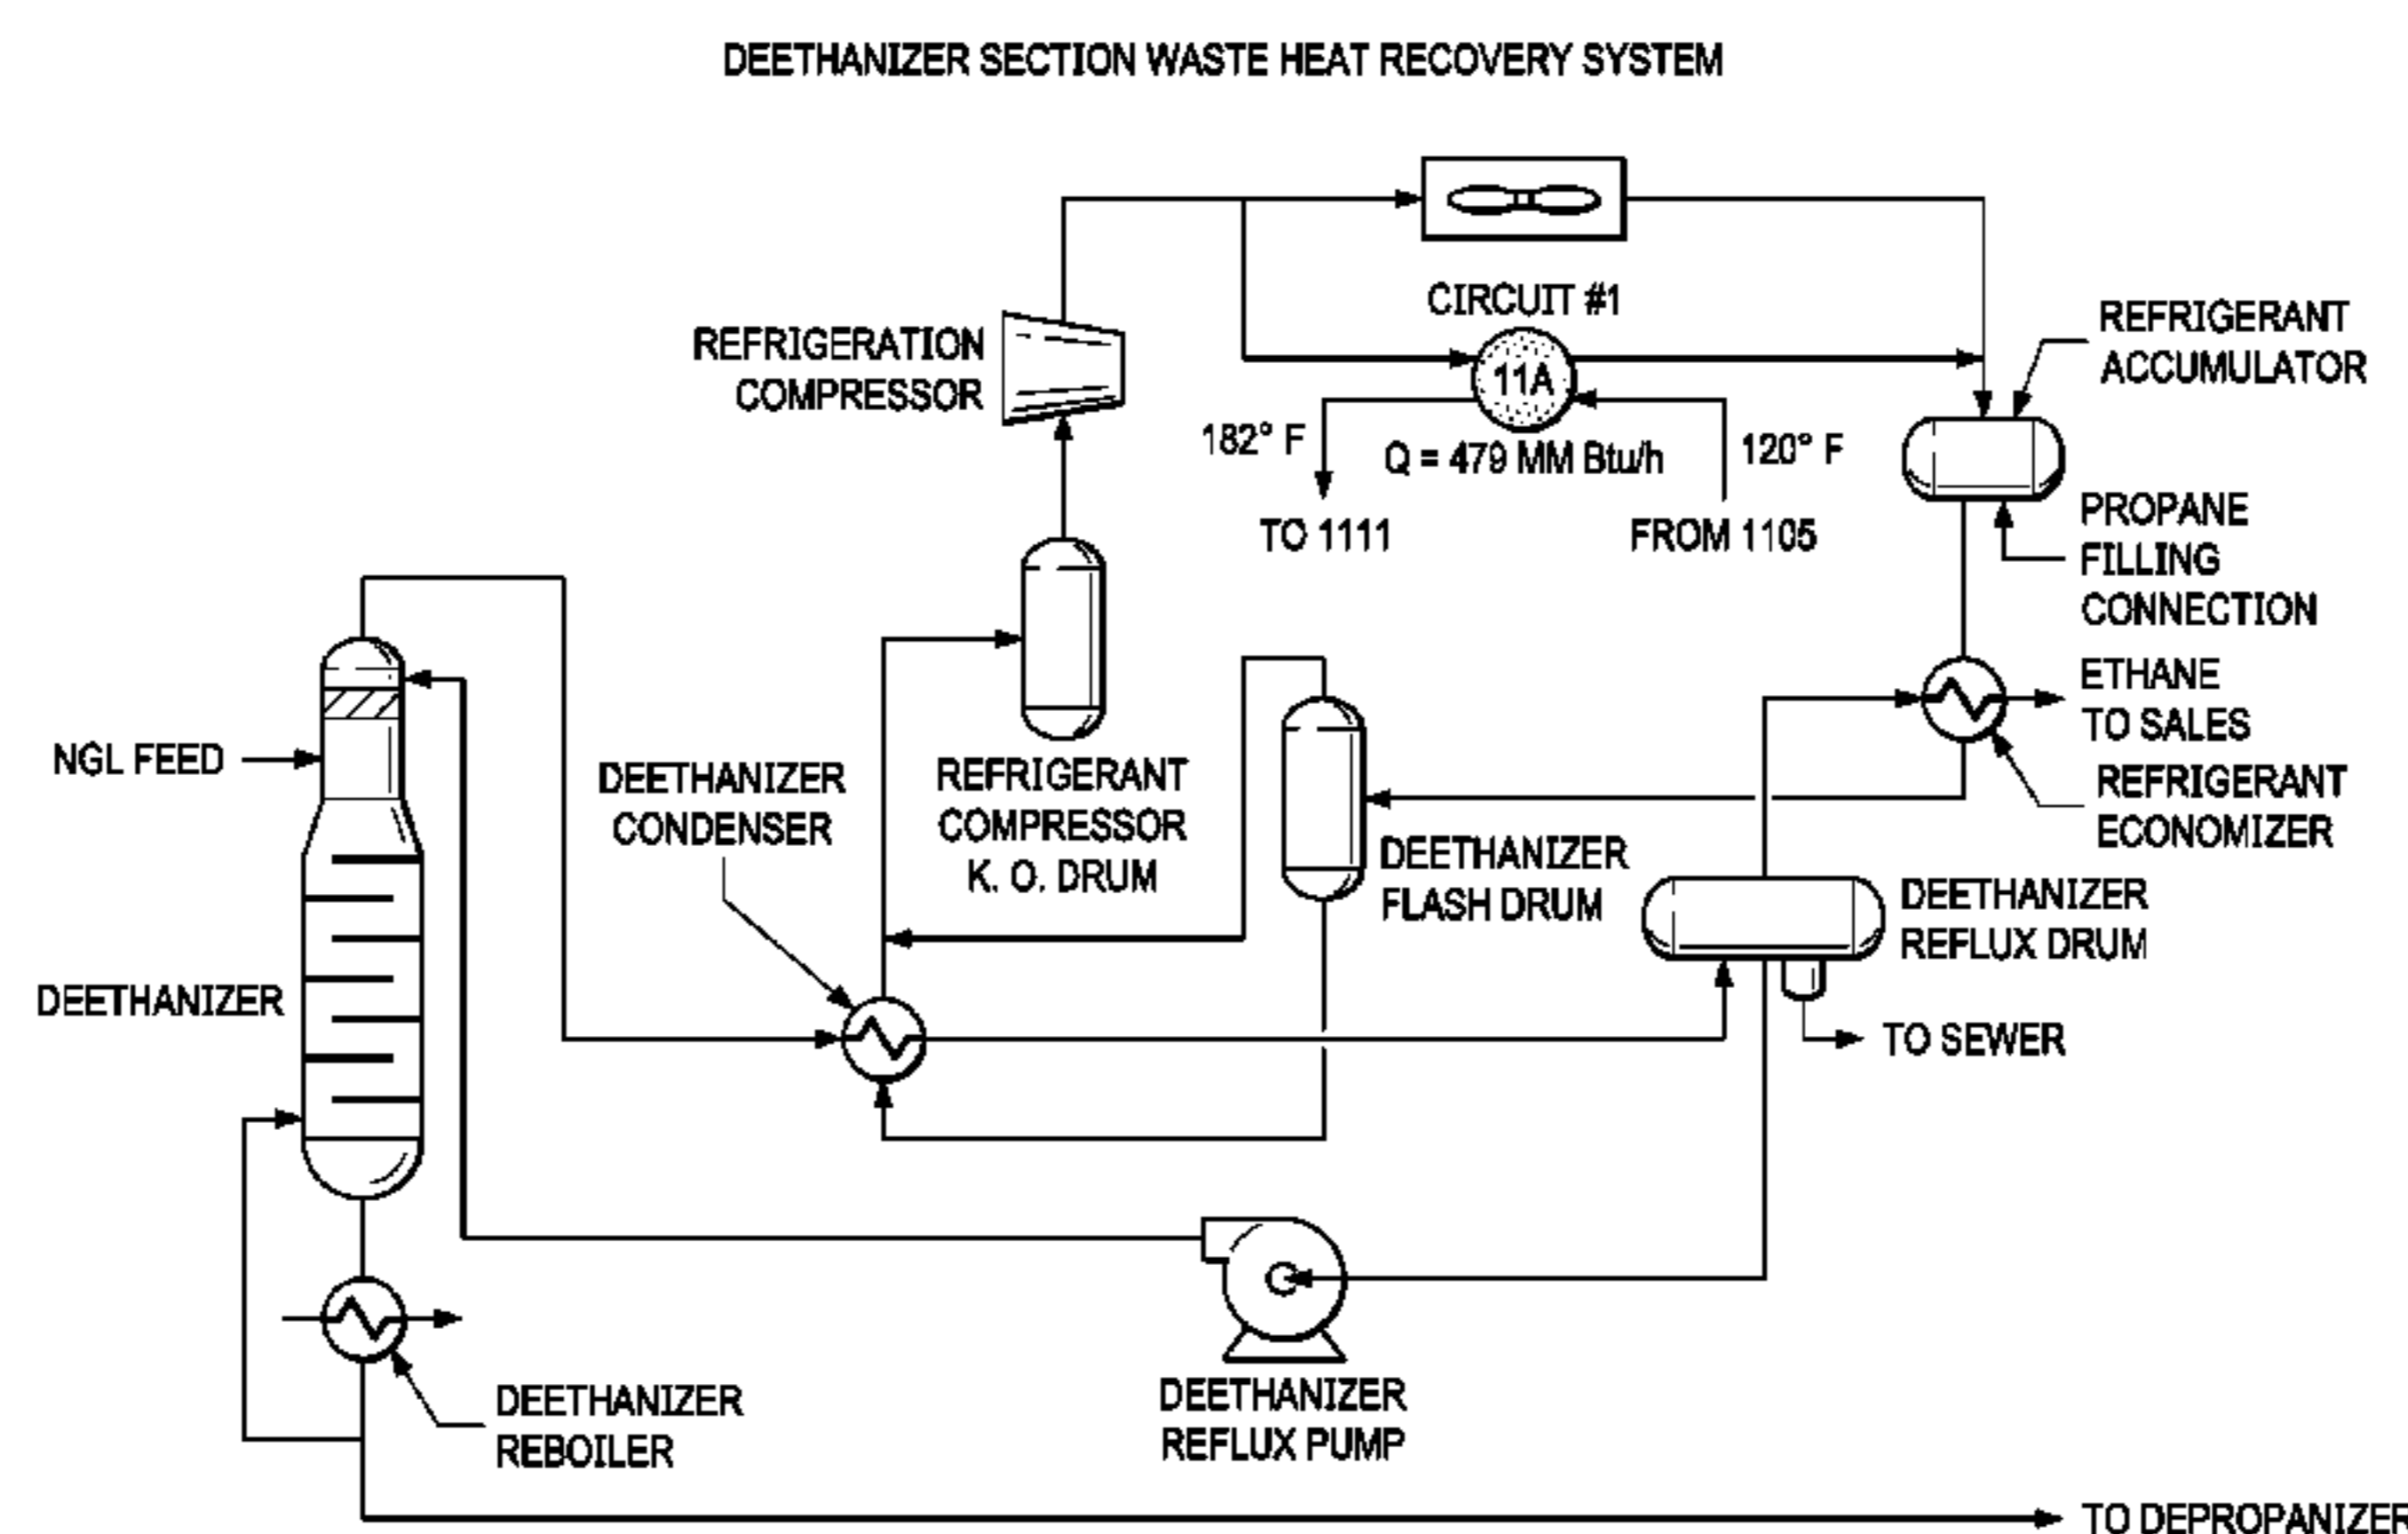 DEETHANIZER SECTION WASTE HEAT RECOVERY SYSTEM
CIRCUIT #1
REFRIGERATION
COMPRESSOR
11A
182° F
Q = 479 MM Btu/h
120° F
TO 1111
FROM 1105
REFRIGERANT
ACCUMULATOR
PROPANE
FILLING
CONNECTION
ETHANE
TO SALES
REFRIGERANT
ECONOMIZER
NGL FEED
DEETHANIZER
CONDENSER
REFRIGERANT
COMPRESSOR
K. O. DRUM
DEETHANIZER
FLASH DRUM
DEETHANIZER
REFLUX DRUM
DEETHANIZER
TO SEWER
DEETHANIZER
REBOILER
DEETHANIZER
REFLUX PUMP
TO DEPROPANIZER